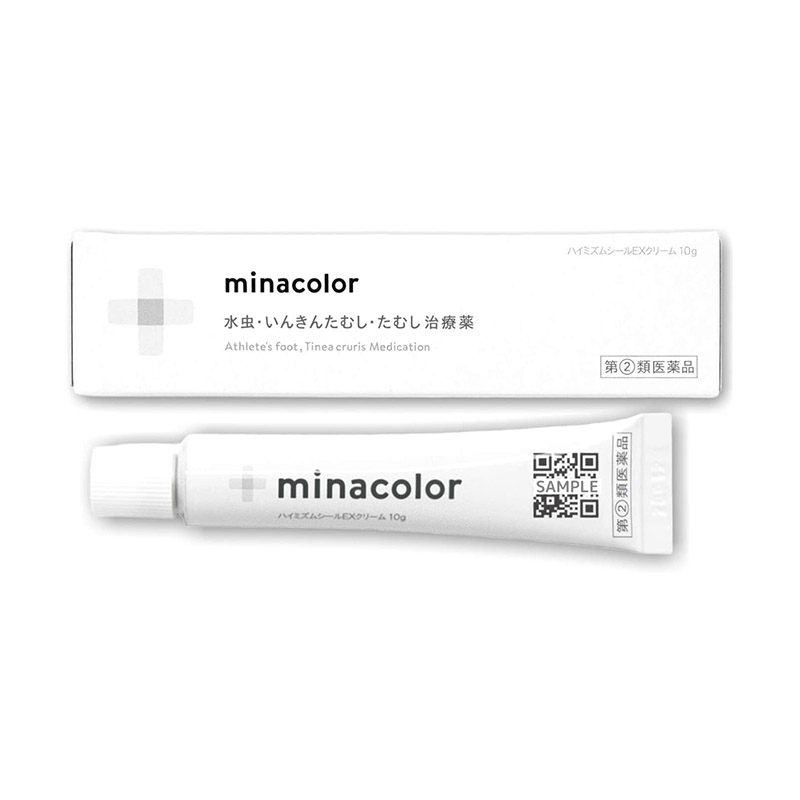 ハイミズムシールEXクリーム 10g
minacolor
水虫・いんきんたむし・たむし治療薬
Athlete's foot, Tinea cruris Medication
第②類医薬品
minacolor
ハイミズムシールEXクリーム 10g
SAMPLE
第②類医薬品